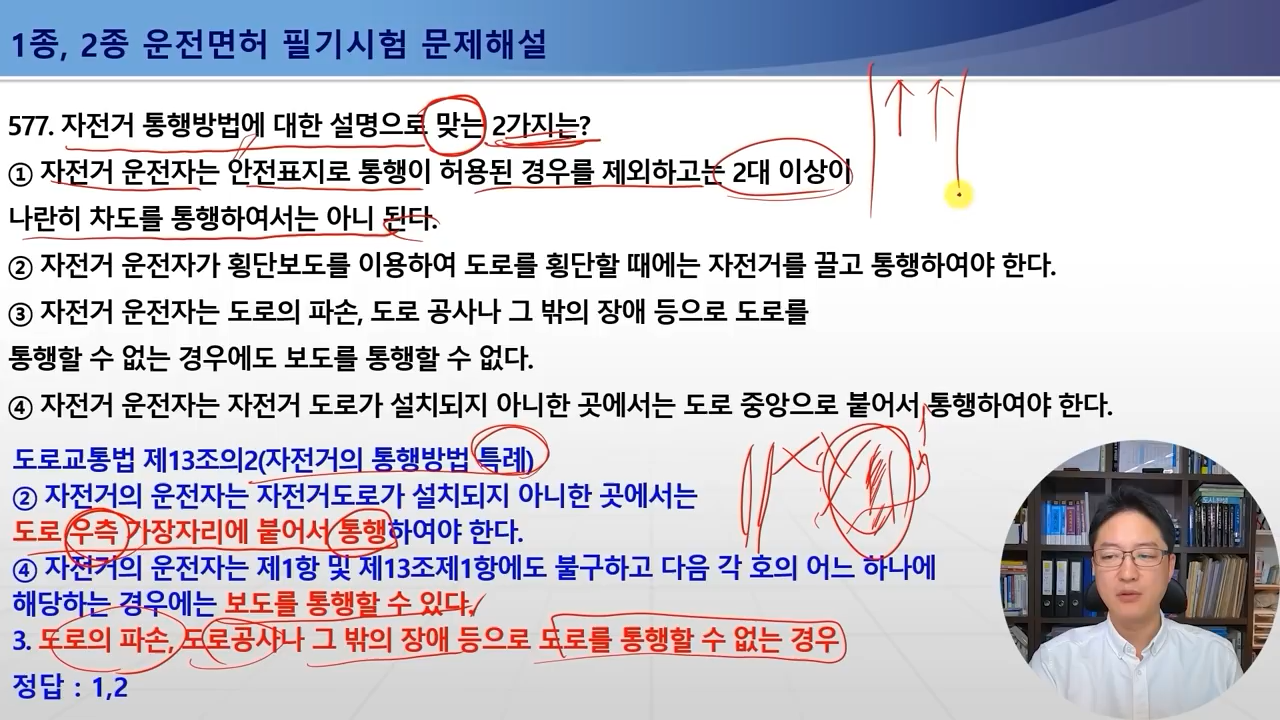 1종, 2종 운전면허 필기시험 문제해설
577. 자전거 통행방법에 대한 설명으로 맞는 2가지는?
① 자전거 운전자는 안전표지로 통행이 허용된 경우를 제외하고는 2대 이상이
나란히 차도를 통행하여서는 아니 된다.
② 자전거 운전자가 횡단보도를 이용하여 도로를 횡단할 때에는 자전거를 끌고 통행하여야 한다.
③ 자전거 운전자는 도로의 파손, 도로 공사나 그 밖의 장애 등으로 도로를
통행할 수 없는 경우에도 보도를 통행할 수 없다.
④ 자전거 운전자는 자전거 도로가 설치되지 아니한 곳에서는 도로 중앙으로 붙어서 통행하여야 한다.
도로교통법 제13조의2(자전거의 통행방법 특례)
② 자전거의 운전자는 자전거도로가 설치되지 아니한 곳에서는
도로 우측 가장자리에 붙어서 통행하여야 한다.
④ 자전거의 운전자는 제1항 및 제13조제1항에도 불구하고 다음 각 호의 어느 하나에
해당하는 경우에는 보도를 통행할 수 있다.
3. 도로의 파손, 도로공사나 그 밖의 장애 등으로 도로를 통행할 수 없는 경우
정답 : 1,2